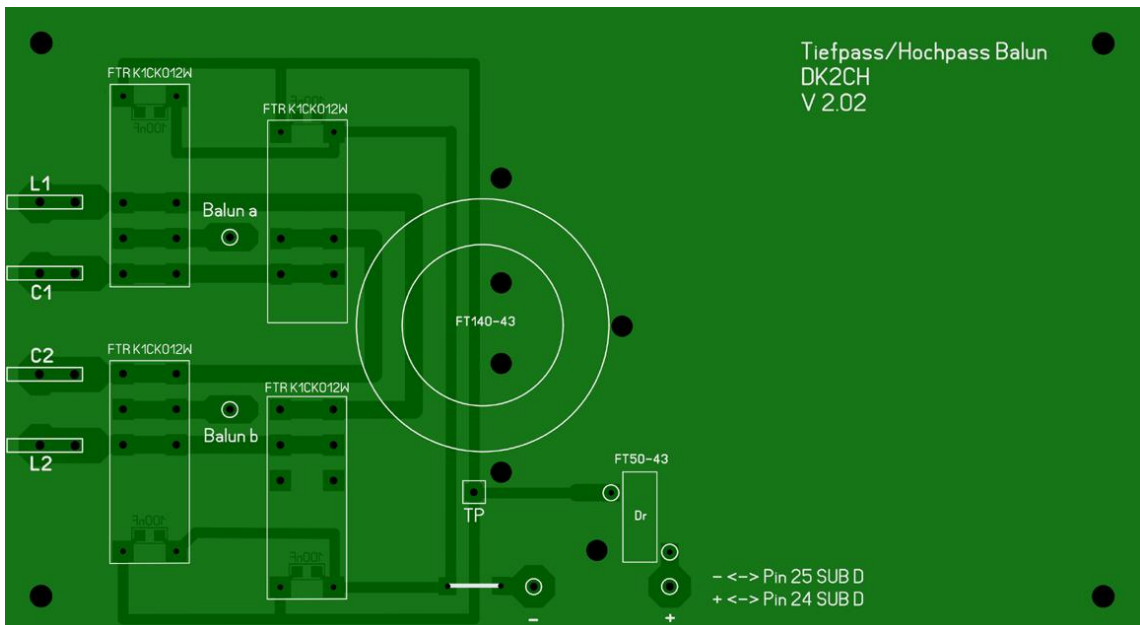 Tiefpass/Hochpass Balun
DK2CH
V 2.02
FTR K1CK012W
100nF
FTR K1CK012W
100nF
L1
Balun a
C1
FT140-43
C2
FTR K1CK012W
FTR K1CK012W
Balun b
L2
FT50-43
TP
Dr
100nF
100nF
- <-> Pin 25 SUB D
+ <-> Pin 24 SUB D
-
+